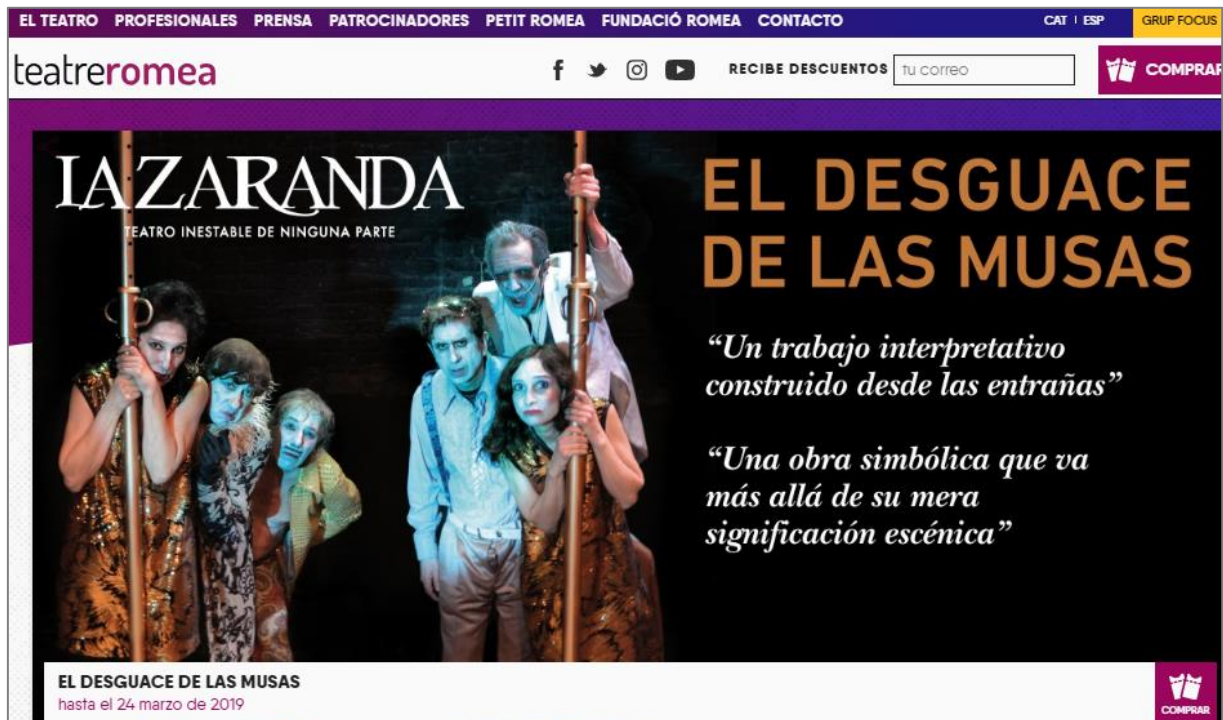 EL TEATRO PROFESIONALES PRENSA PATROCINADORES PETIT ROMEA FUNDACIÓ ROMEA CONTACTO CAT | ESP GRUP FOCUS
teatreromea f RECIBE DESCUENTOS tu correo COMPRAR
LA ZARANDA
TEATRO INESTABLE DE NINGUNA PARTE
EL DESGUACE
DE LAS MUSAS
“Un trabajo interpretativo
construido desde las entrañas”
“Una obra simbólica que va
más allá de su mera
significación escénica”
EL DESGUACE DE LAS MUSAS
hasta el 24 marzo de 2019
COMPRAR